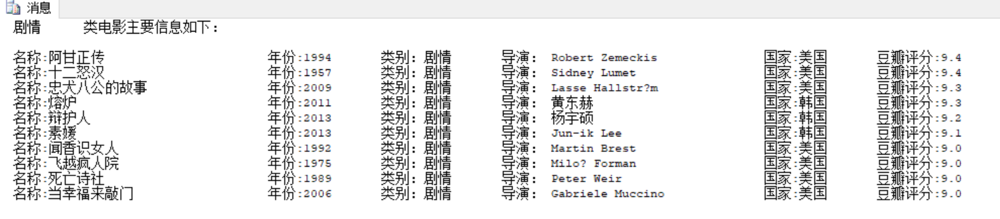 消息
剧情 类电影主要信息如下:
名称:阿甘正传 年份:1994 类别: 剧情 导演: Robert Zemeckis 国家:美国 豆瓣评分:9.4
名称:十二怒汉 年份:1957 类别: 剧情 导演: Sidney Lumet 国家:美国 豆瓣评分:9.4
名称:忠犬八公的故事 年份:2009 类别: 剧情 导演: Lasse Hallstr?m 国家:美国 豆瓣评分:9.3
名称:熔炉 年份:2011 类别: 剧情 导演: 黄东赫 国家:韩国 豆瓣评分:9.3
名称:辩护人 年份:2013 类别: 剧情 导演: 杨宇硕 国家:韩国 豆瓣评分:9.2
名称:素媛 年份:2013 类别: 剧情 导演: Jun-ik Lee 国家:韩国 豆瓣评分:9.1
名称:闻香识女人 年份:1992 类别: 剧情 导演: Martin Brest 国家:美国 豆瓣评分:9.0
名称:飞越疯人院 年份:1975 类别: 剧情 导演: Milo? Forman 国家:美国 豆瓣评分:9.0
名称:死亡诗社 年份:1989 类别: 剧情 导演: Peter Weir 国家:美国 豆瓣评分:9.0
名称:当幸福来敲门 年份:2006 类别: 剧情 导演: Gabriele Muccino 国家:美国 豆瓣评分:9.0